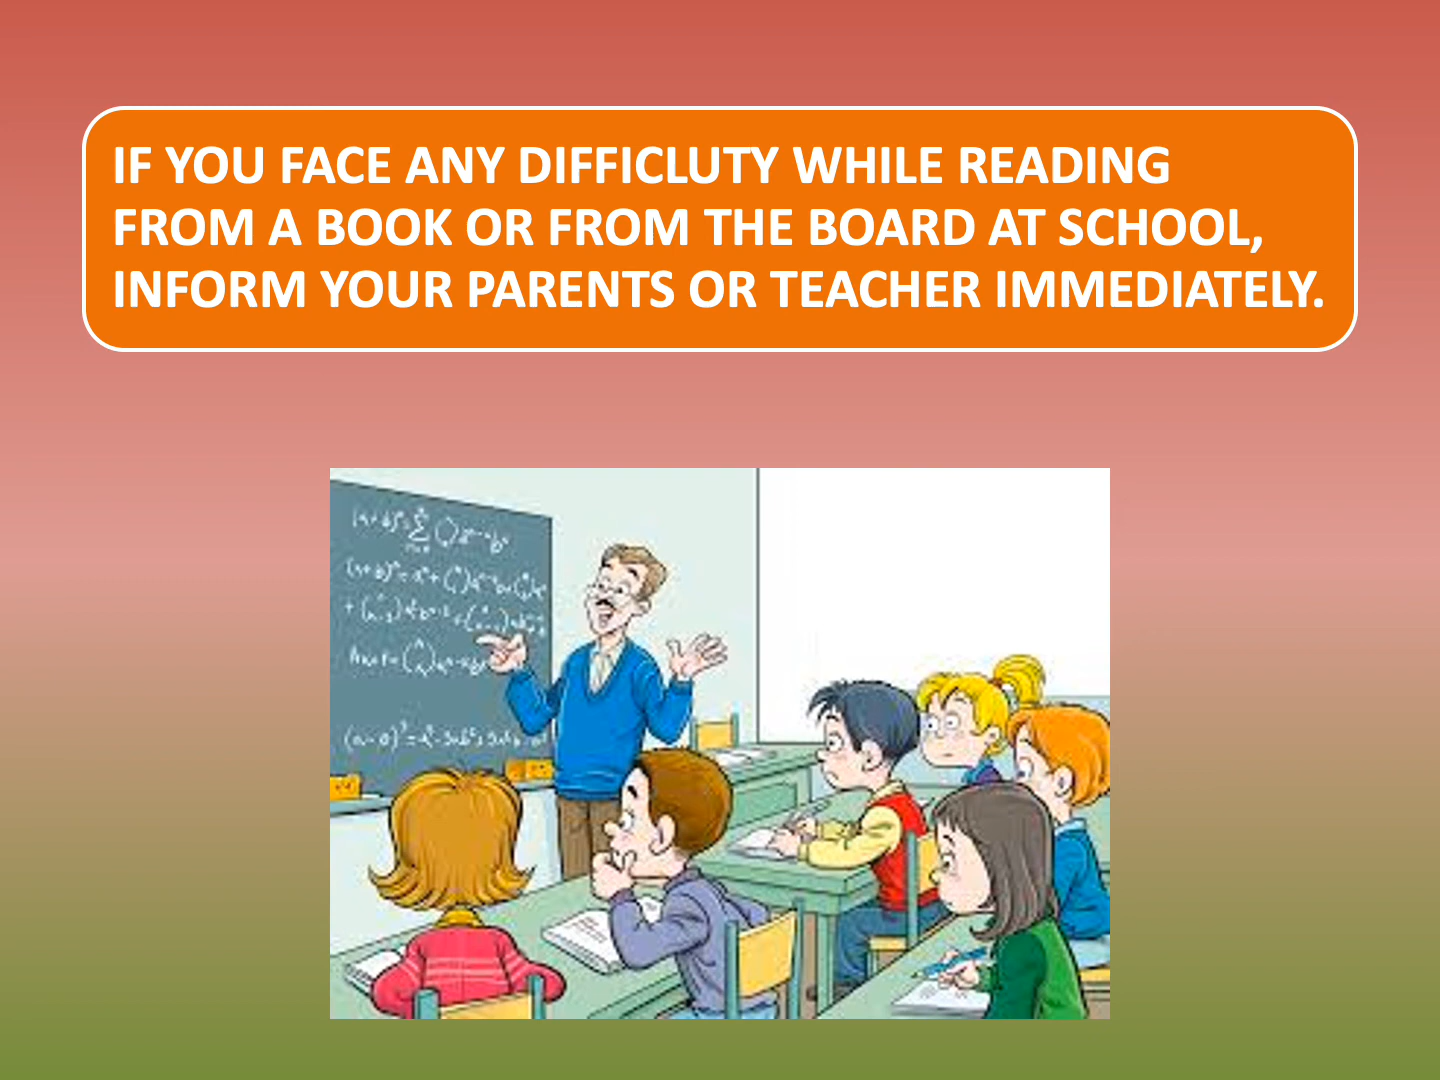 IF YOU FACE ANY DIFFICLUTY WHILE READING
FROM A BOOK OR FROM THE BOARD AT SCHOOL,
INFORM YOUR PARENTS OR TEACHER IMMEDIATELY.